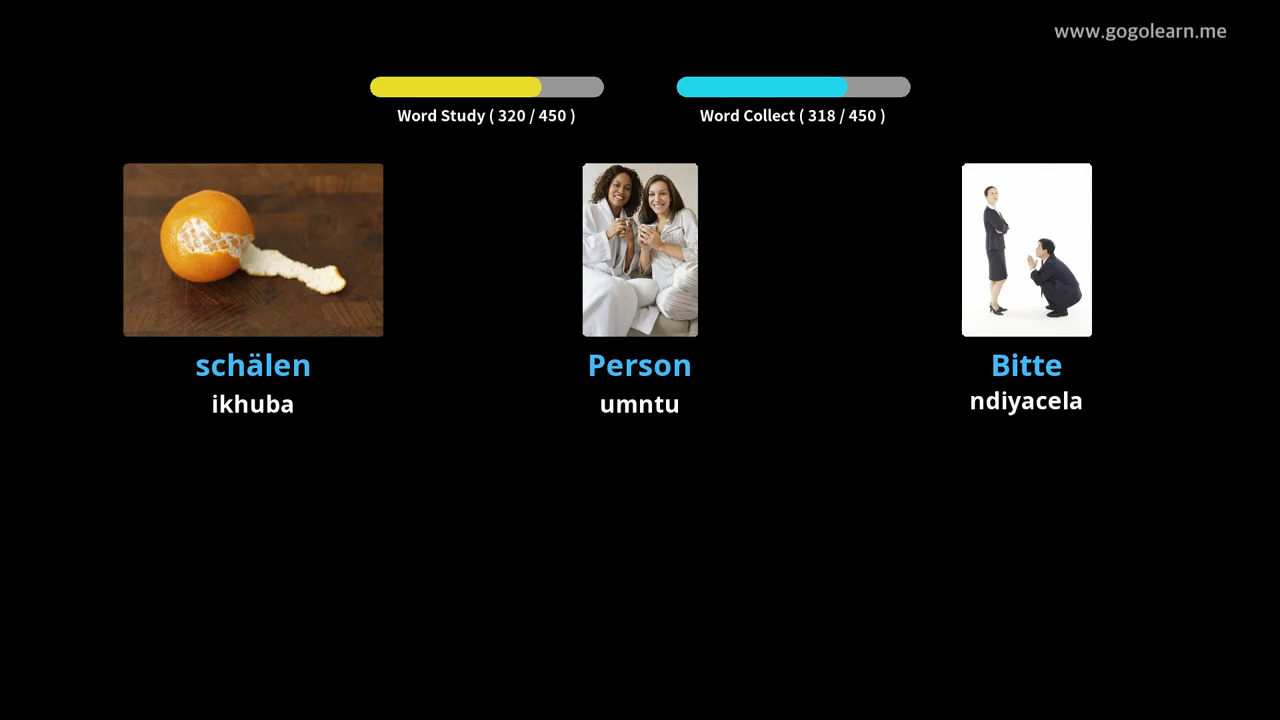 www.gogolearn.me
Word Study ( 320 / 450 )
Word Collect ( 318 / 450 )
schälen
ikhuba
Person
umntu
Bitte
ndiyacela